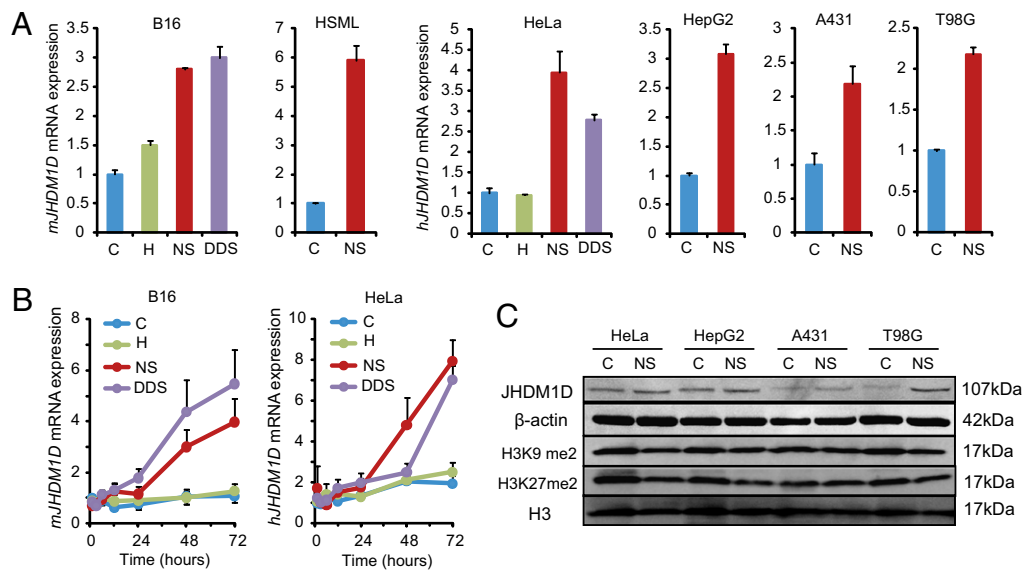 A
B16
HSML
HeLa
HepG2
A431
T98G
mJHDM1D mRNA expression
3.5
3
2.5
2
1.5
1
0.5
0
C H NS DDS
7
6
5
4
3
2
1
0
C NS
hJHDM1D mRNA expression
5
4.5
4
3.5
3
2.5
2
1.5
1
0.5
0
C H NS DDS
3.5
3
2.5
2
1.5
1
0.5
0
C NS
3
2.5
2
1.5
1
0.5
0
C NS
2.5
2
1.5
1
0.5
0
C NS
B
B16
mJHDM1D mRNA expression
8
6
4
2
0
C
H
NS
DDS
0 24 48 72
Time (hours)
HeLa
hJHDM1D mRNA expression
10
8
6
4
2
0
C
H
NS
DDS
0 24 48 72
Time (hours)
C
HeLa HepG2 A431 T98G
C NS C NS C NS C NS
JHDM1D 107kDa
β-actin 42kDa
H3K9 me2 17kDa
H3K27me2 17kDa
H3 17kDa